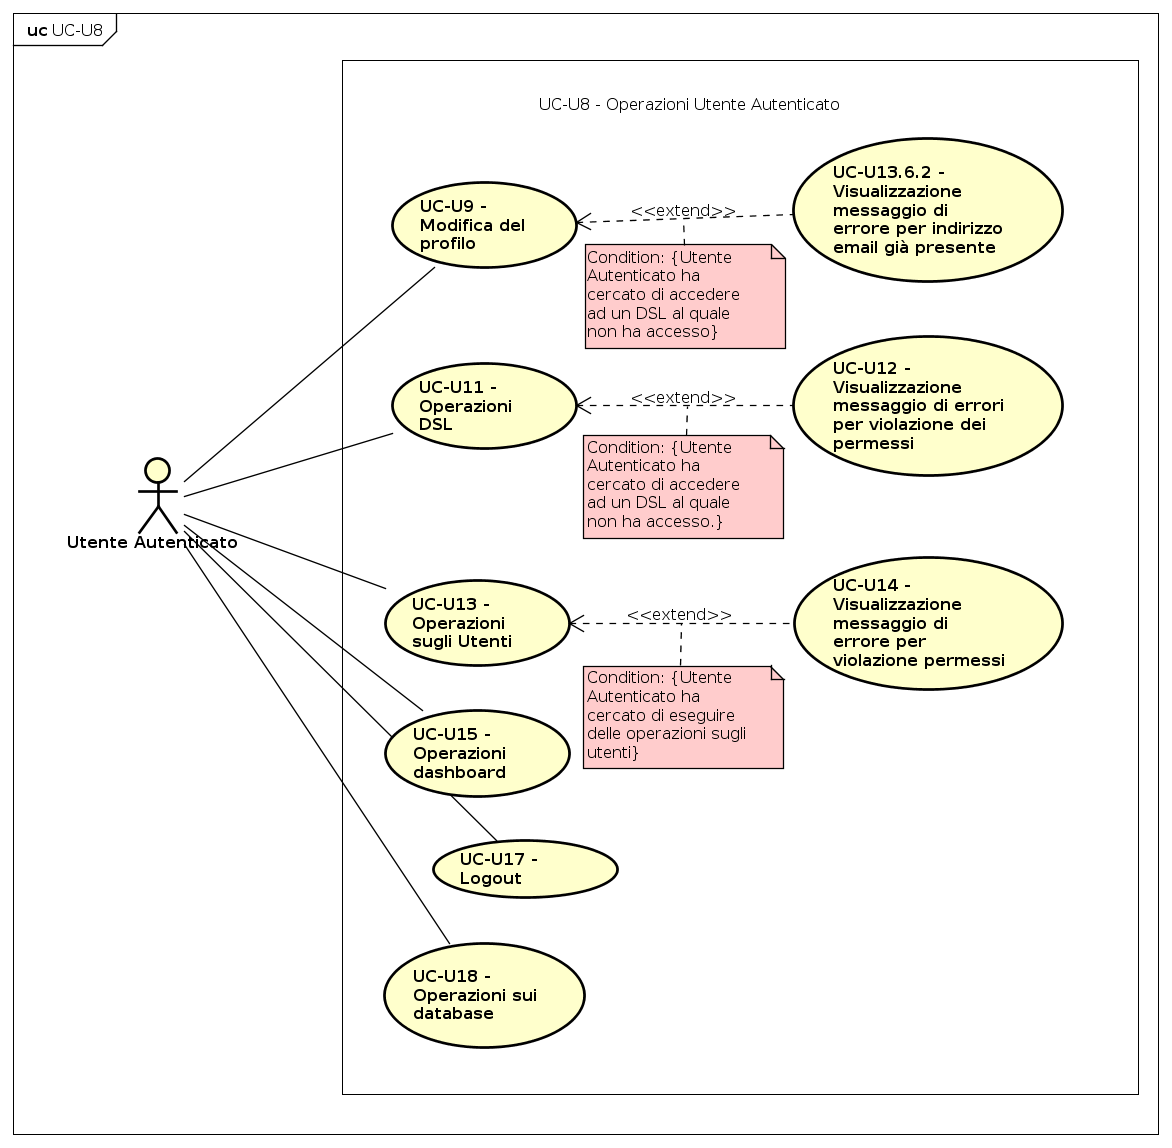 uc UC-U8
UC-U8 - Operazioni Utente Autenticato
UC-U9 -
Modifica del
profilo
<<extend>>
UC-U13.6.2 -
Visualizzazione
messaggio di
errore per indirizzo
email già presente
Condition: {Utente
Autenticato ha
cercato di accedere
ad un DSL al quale
non ha accesso}
UC-U11 -
Operazioni
DSL
<<extend>>
UC-U12 -
Visualizzazione
messaggio di errori
per violazione dei
permessi
Condition: {Utente
Autenticato ha
cercato di accedere
ad un DSL al quale
non ha accesso.}
Utente Autenticato
UC-U13 -
Operazioni
sugli Utenti
<<extend>>
UC-U14 -
Visualizzazione
messaggio di
errore per
violazione permessi
Condition: {Utente
Autenticato ha
cercato di eseguire
delle operazioni sugli
utenti}
UC-U15 -
Operazioni
dashboard
UC-U17 -
Logout
UC-U18 -
Operazioni sui
database